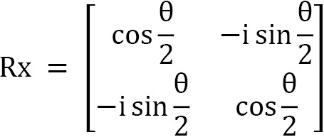 Rx = [ cos θ/2   -i sin θ/2
-i sin θ/2   cos θ/2 ]